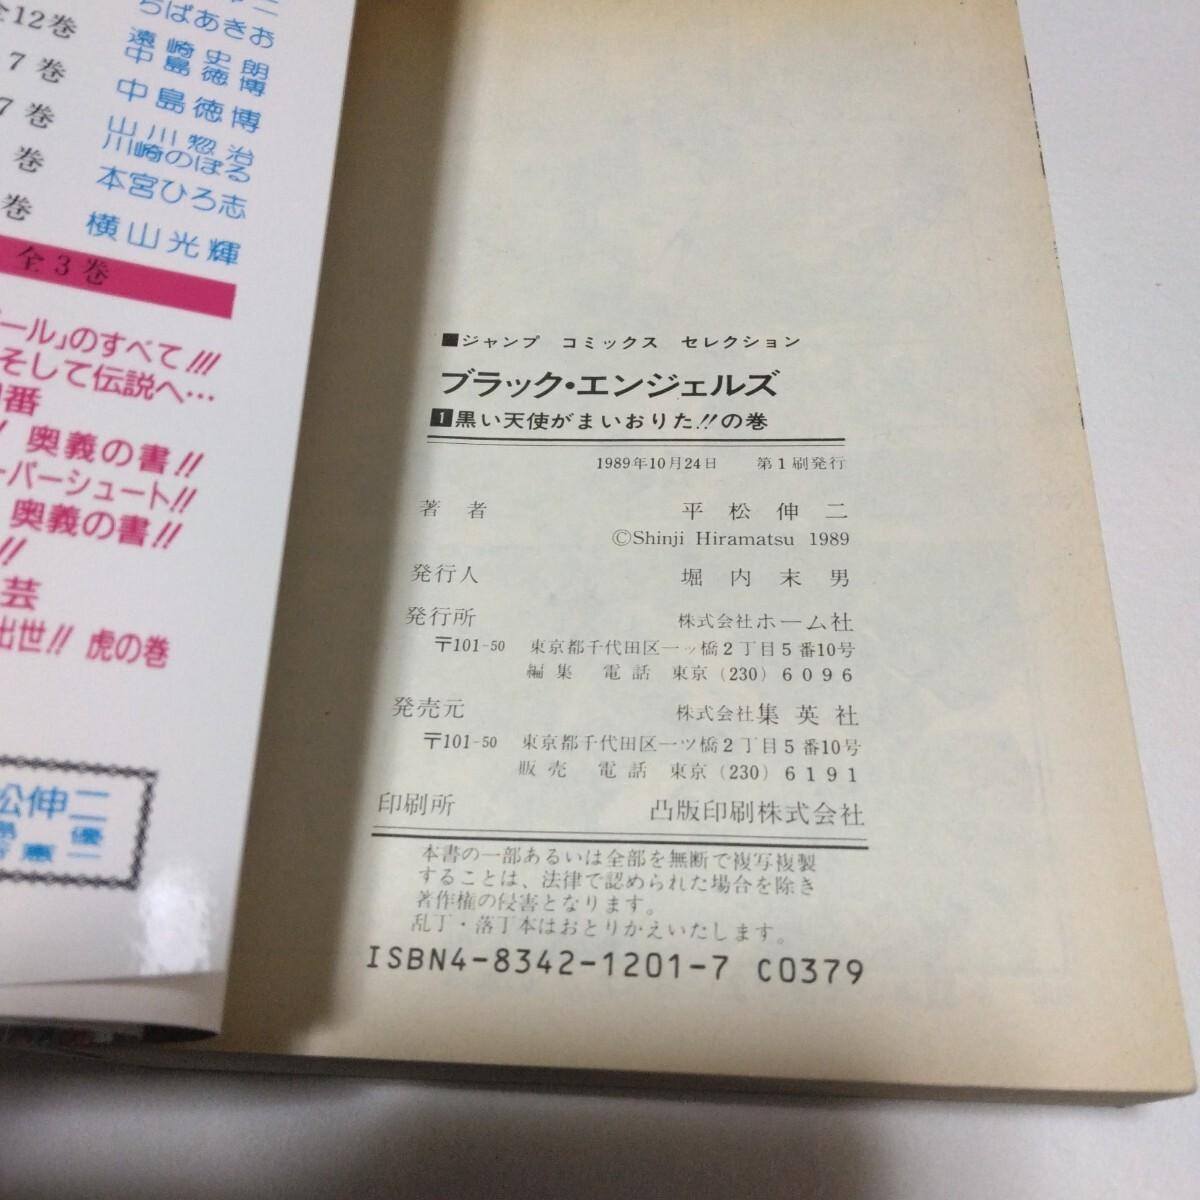 全12巻
ちばあきお
7巻
遠崎史朗
中島徳博
7巻
中島徳博
巻
山川惣治
川崎のぼる
巻
本宮ひろ志
横山光輝
全3巻
ール」のすべて!!!
そして伝説へ…
番
奥義の書!!
ーパーシュート!!
奥義の書!!
!!
芸
出世!! 虎の巻
松伸二
優
憲一
■ジャンプ コミックス セレクション
ブラック・エンジェルズ
1黒い天使がまいおりた!!の巻
1989年10月24日 第1刷発行
著者 平松伸二
©Shinji Hiramatsu 1989
発行人 堀内末男
発行所 株式会社ホーム社
〒101-50 東京都千代田区一ッ橋2丁目5番10号
編集 電話 東京(230)6096
発売元 株式会社集英社
〒101-50 東京都千代田区一ツ橋2丁目5番10号
販売 電話 東京(230)6191
印刷所 凸版印刷株式会社
本書の一部あるいは全部を無断で複写複製
することは、法律で認められた場合を除き
著作権の侵害となります。
乱丁・落丁本はおとりかえいたします。
ISBN4-8342-1201-7 C0379